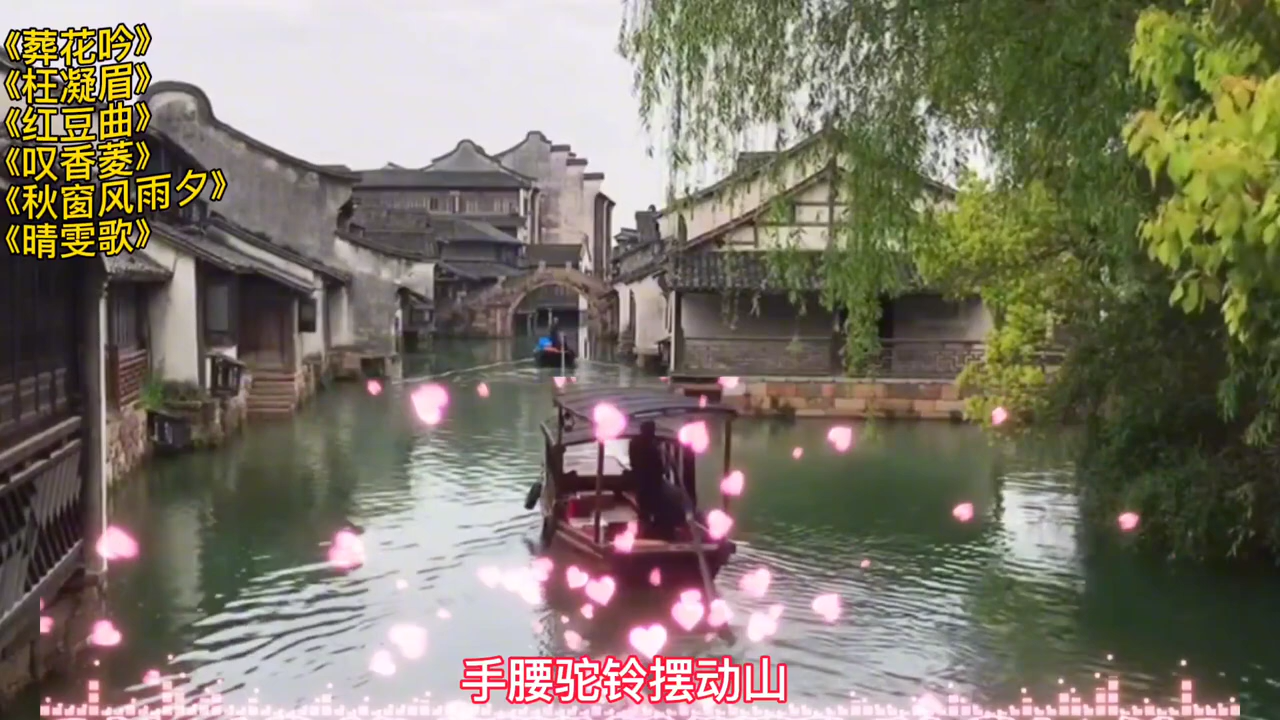 《葬花吟》
《枉凝眉》
《红豆曲》
《叹香菱》
《秋窗风雨夕》
《晴雯歌》
手腰驼铃摆动山